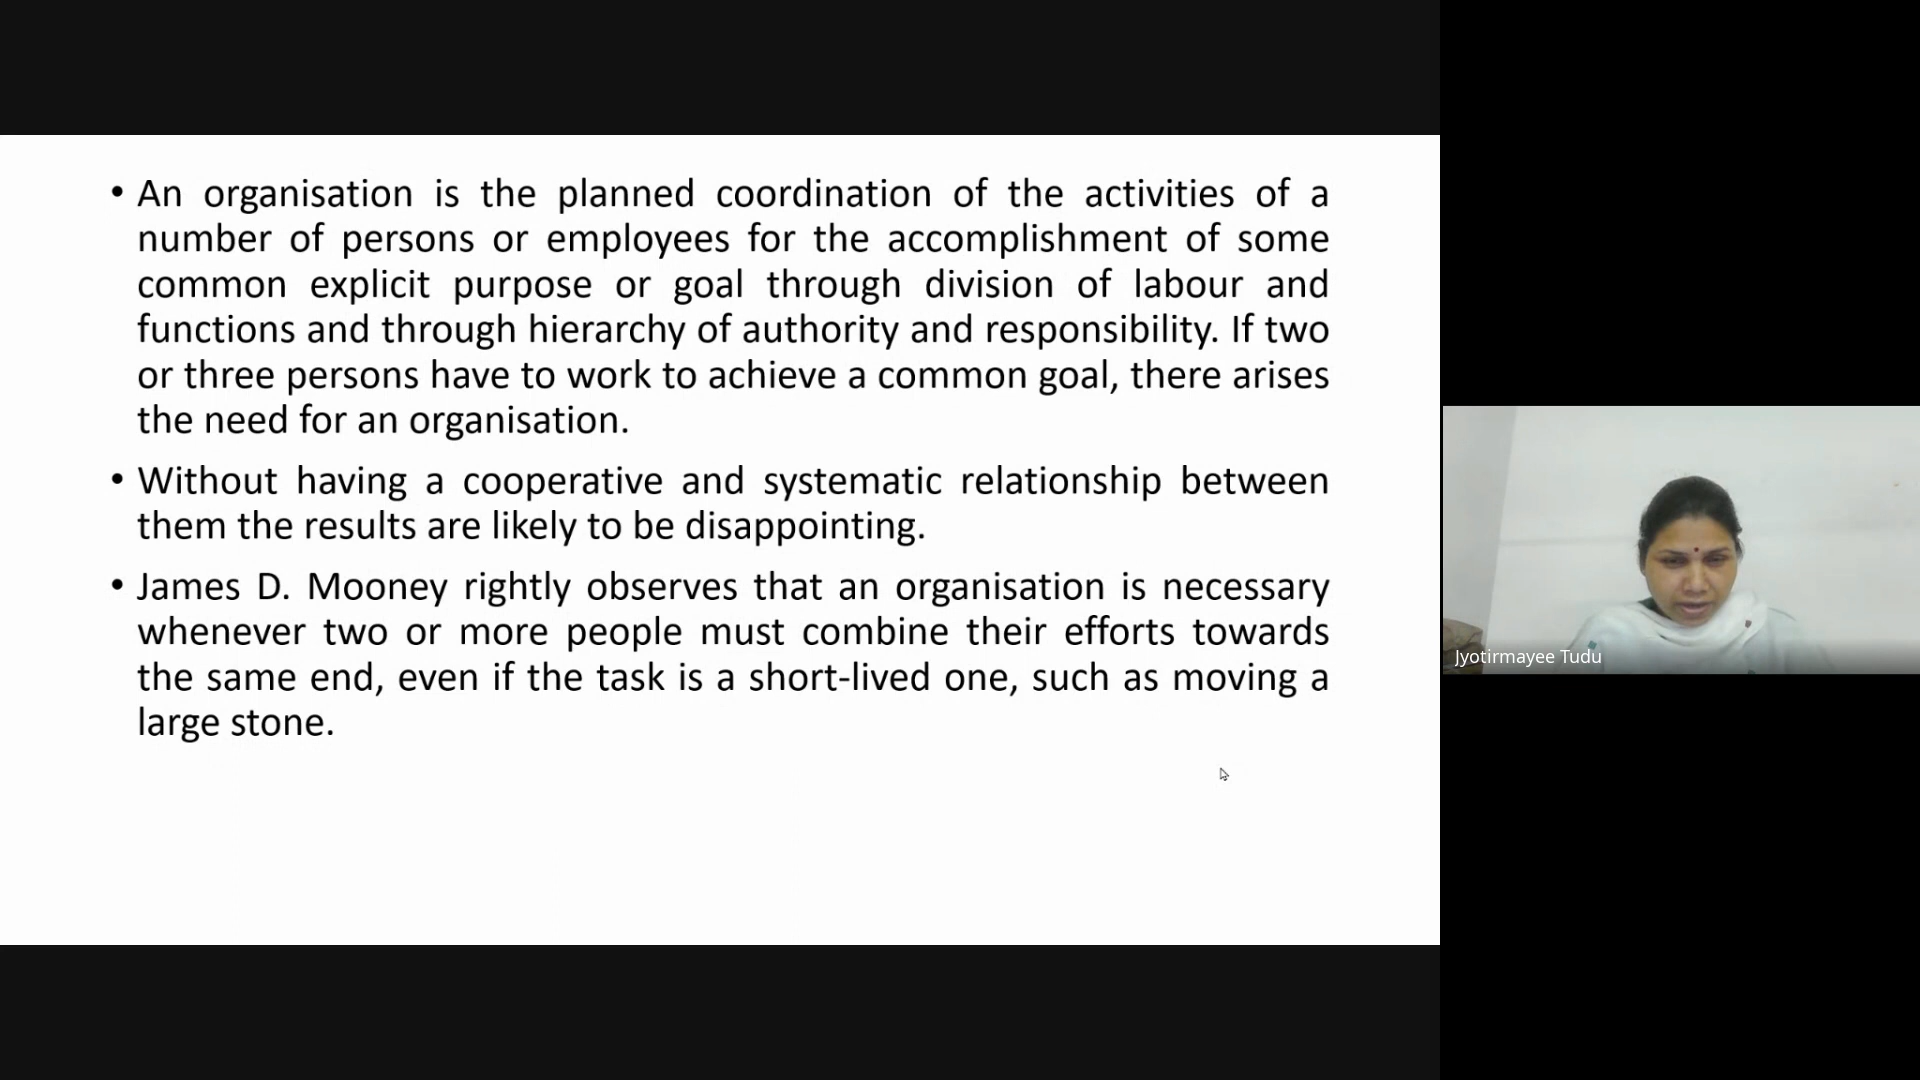 • An organisation is the planned coordination of the activities of a
number of persons or employees for the accomplishment of some
common explicit purpose or goal through division of labour and
functions and through hierarchy of authority and responsibility. If two
or three persons have to work to achieve a common goal, there arises
the need for an organisation.
• Without having a cooperative and systematic relationship between
them the results are likely to be disappointing.
• James D. Mooney rightly observes that an organisation is necessary
whenever two or more people must combine their efforts towards
the same end, even if the task is a short-lived one, such as moving a
large stone.
Jyotirmayee Tudu